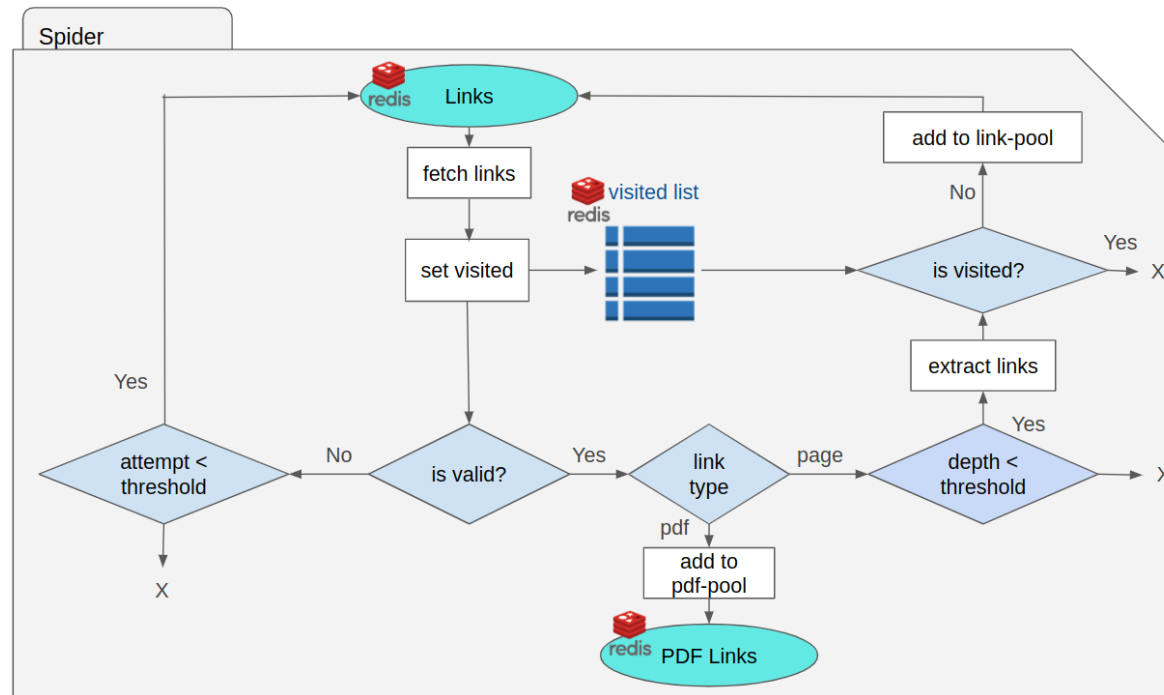 Spider
redis
Links
fetch links
add to link-pool
No
redis
visited list
set visited
is visited?
Yes
X
extract links
Yes
Yes
attempt <
threshold
No
is valid?
Yes
link
type
page
depth <
threshold
X
pdf
X
add to
pdf-pool
redis
PDF Links